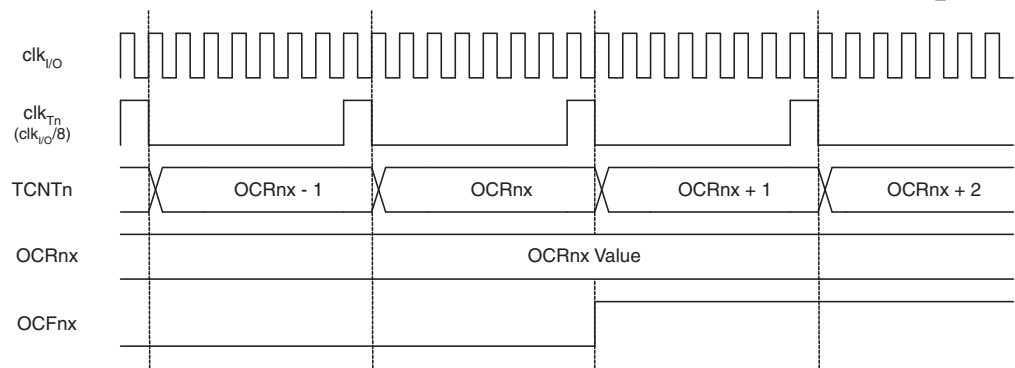 clkI/O
clkTn
(clkI/O/8)
TCNTn
OCRnx - 1
OCRnx
OCRnx + 1
OCRnx + 2
OCRnx
OCRnx Value
OCFnx